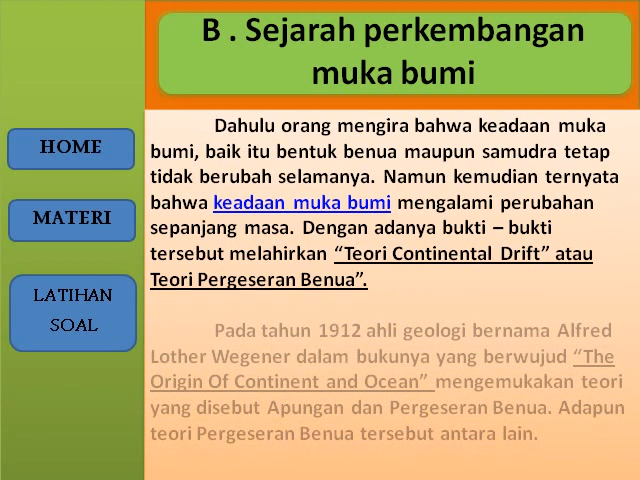 B . Sejarah perkembangan
muka bumi
HOME
MATERI
LATIHAN
SOAL
Dahulu orang mengira bahwa keadaan muka
bumi, baik itu bentuk benua maupun samudra tetap
tidak berubah selamanya. Namun kemudian ternyata
bahwa keadaan muka bumi mengalami perubahan
sepanjang masa. Dengan adanya bukti – bukti
tersebut melahirkan “Teori Continental Drift” atau
Teori Pergeseran Benua”.
Pada tahun 1912 ahli geologi bernama Alfred
Lother Wegener dalam bukunya yang berwujud “The
Origin Of Continent and Ocean” mengemukakan teori
yang disebut Apungan dan Pergeseran Benua. Adapun
teori Pergeseran Benua tersebut antara lain.